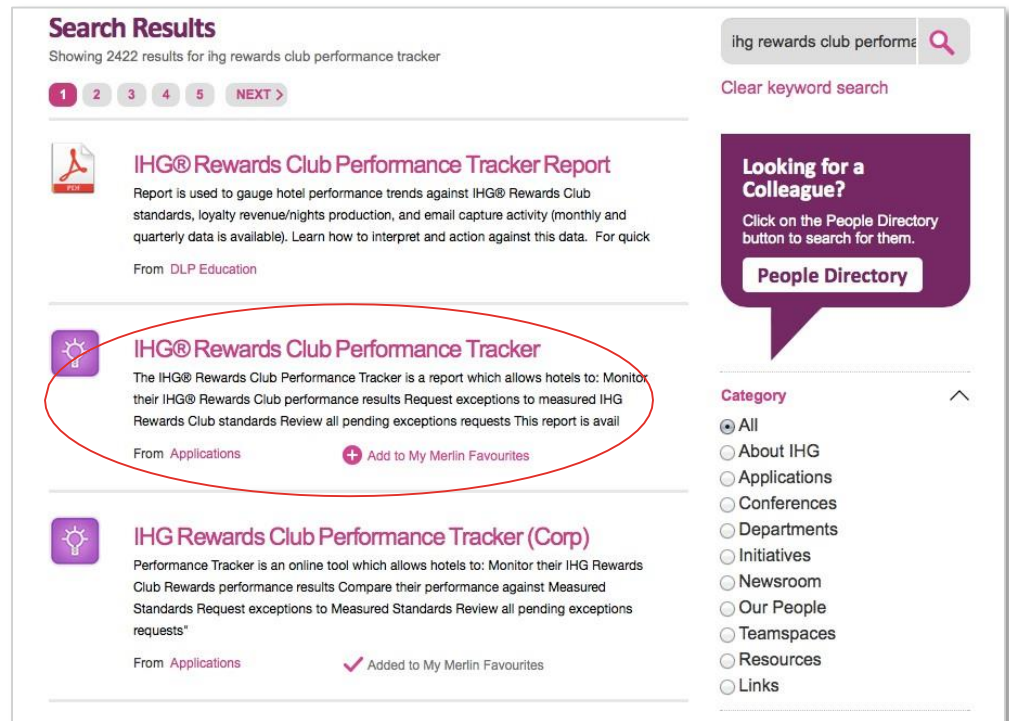 Search Results
Showing 2422 results for ihg rewards club performance tracker
1 2 3 4 5 NEXT >
PDF
IHG® Rewards Club Performance Tracker Report
Report is used to gauge hotel performance trends against IHG® Rewards Club
standards, loyalty revenue/nights production, and email capture activity (monthly and
quarterly data is available). Learn how to interpret and action against this data. For quick
From DLP Education
IHG® Rewards Club Performance Tracker
The IHG® Rewards Club Performance Tracker is a report which allows hotels to: Monitor
their IHG® Rewards Club performance results Request exceptions to measured IHG
Rewards Club standards Review all pending exceptions requests This report is avail
From Applications
Add to My Merlin Favourites
IHG Rewards Club Performance Tracker (Corp)
Performance Tracker is an online tool which allows hotels to: Monitor their IHG Rewards
Club Rewards performance results Compare their performance against Measured
Standards Request exceptions to Measured Standards Review all pending exceptions
requests"
From Applications
Added to My Merlin Favourites
ihg rewards club performa
Clear keyword search
Looking for a
Colleague?
Click on the People Directory
button to search for them.
People Directory
Category
All
About IHG
Applications
Conferences
Departments
Initiatives
Newsroom
Our People
Teamspaces
Resources
Links